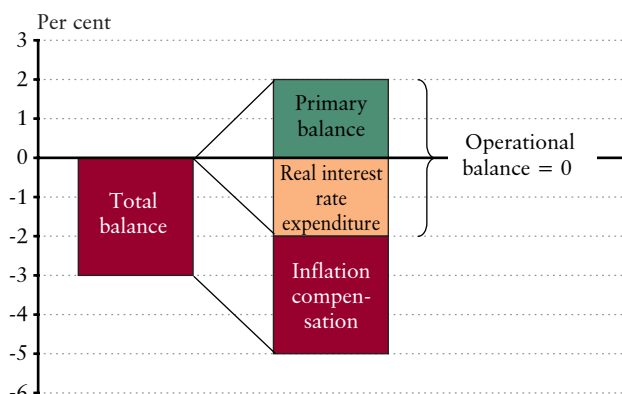 Per cent
3
2
1
0
-1
-2
-3
-4
-5
-6
Total
balance
Primary
balance
Real interest
rate
expenditure
Inflation
compen-
sation
Operational
balance = 0